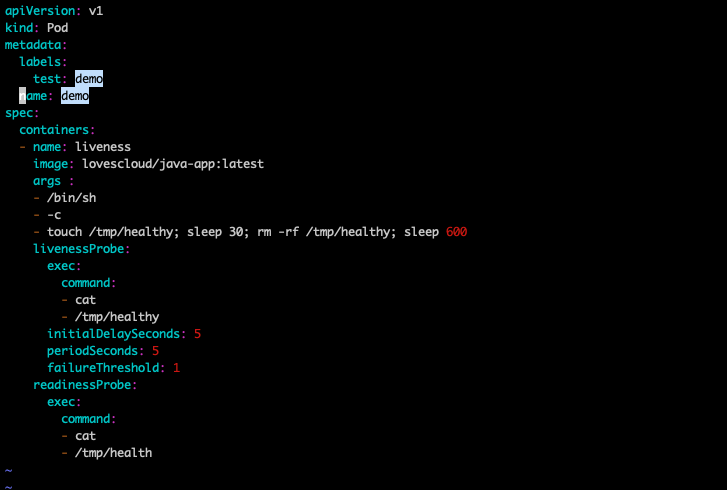 apiVersion: v1
kind: Pod
metadata:
  labels:
    test: demo
  name: demo
spec:
  containers:
  - name: liveness
    image: lovescloud/java-app:latest
    args :
    - /bin/sh
    - -c
    - touch /tmp/healthy; sleep 30; rm -rf /tmp/healthy; sleep 600
    livenessProbe:
      exec:
        command:
        - cat
        - /tmp/healthy
      initialDelaySeconds: 5
      periodSeconds: 5
      failureThreshold: 1
    readinessProbe:
      exec:
        command:
        - cat
        - /tmp/health
~
~